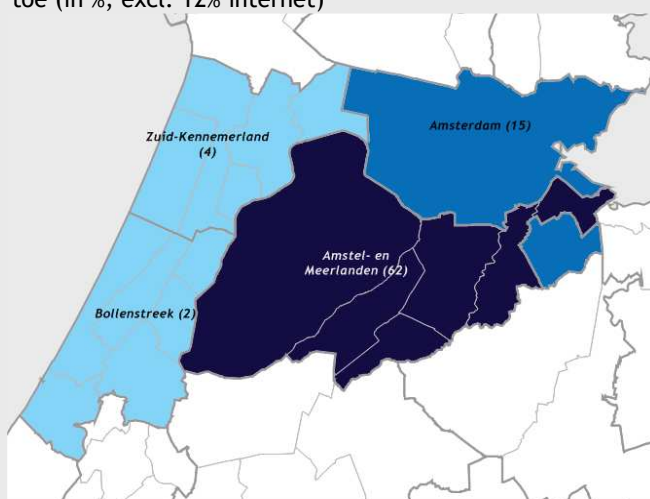 toe (in %, excl. 12% internet)
Amsterdam (15)
Zuid-Kennemerland
(4)
Amstel- en
Meerlanden (62)
Bollenstreek (2)